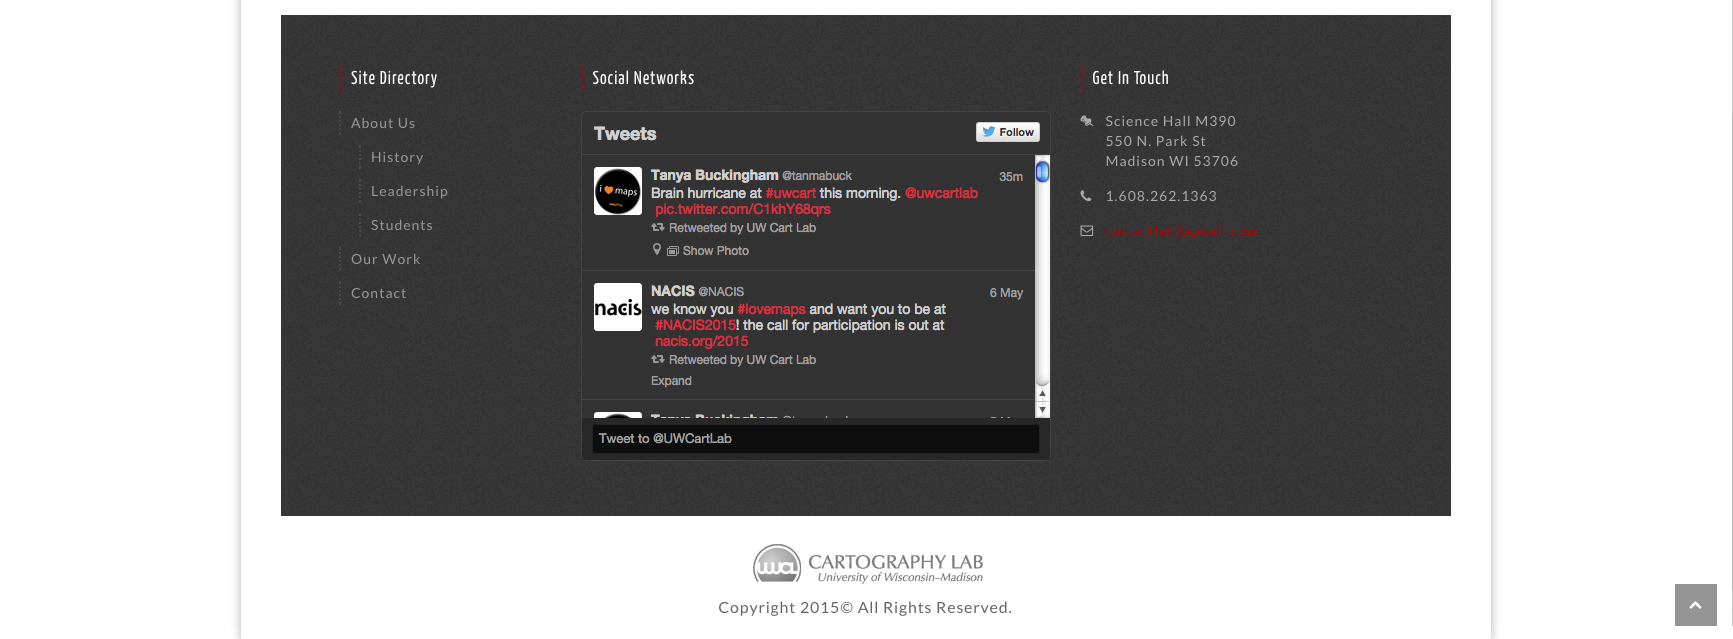 Site Directory
About Us
History
Leadership
Students
Our Work
Contact
Social Networks
Tweets
Follow
i maps
Tanya Buckingham @tanmabuck 35m
Brain hurricane at #uwcart this morning. @uwcartlab
pic.twitter.com/C1khY68qrs
Retweeted by UW Cart Lab
Show Photo
nacis
NACIS @NACIS 6 May
we know you #lovemaps and want you to be at
#NACIS2015! the call for participation is out at
nacis.org/2015
Retweeted by UW Cart Lab
Expand
Tweet to @UWCartLab
Get In Touch
Science Hall M390
550 N. Park St
Madison WI 53706
1.608.262.1363
CARTOGRAPHY LAB
University of Wisconsin–Madison
Copyright 2015© All Rights Reserved.